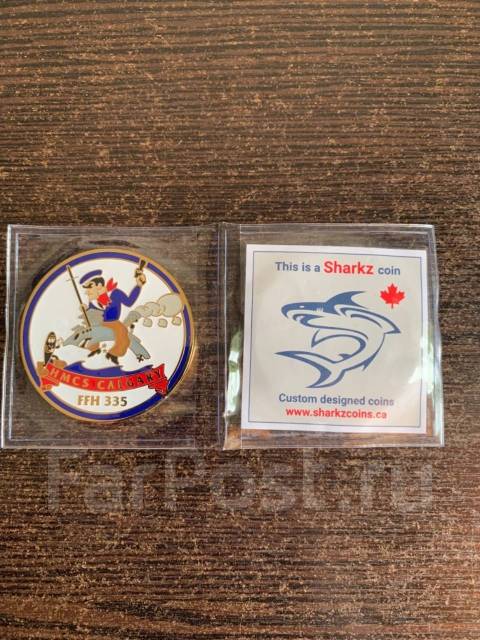 HMCS CALGARY
FFH 335
This is a Sharkz coin
Custom designed coins
www.sharkzcoins.ca
FarPost.ru